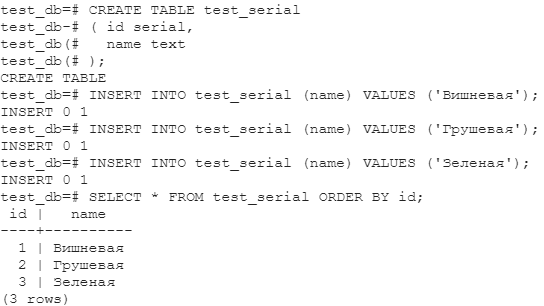 test_db=# CREATE TABLE test_serial
test_db-# ( id serial,
test_db(#   name text
test_db(# );
CREATE TABLE
test_db=# INSERT INTO test_serial (name) VALUES ('Вишневая');
INSERT 0 1
test_db=# INSERT INTO test_serial (name) VALUES ('Грушевая');
INSERT 0 1
test_db=# INSERT INTO test_serial (name) VALUES ('Зеленая');
INSERT 0 1
test_db=# SELECT * FROM test_serial ORDER BY id;
 id |   name
----+----------
  1 | Вишневая
  2 | Грушевая
  3 | Зеленая
(3 rows)